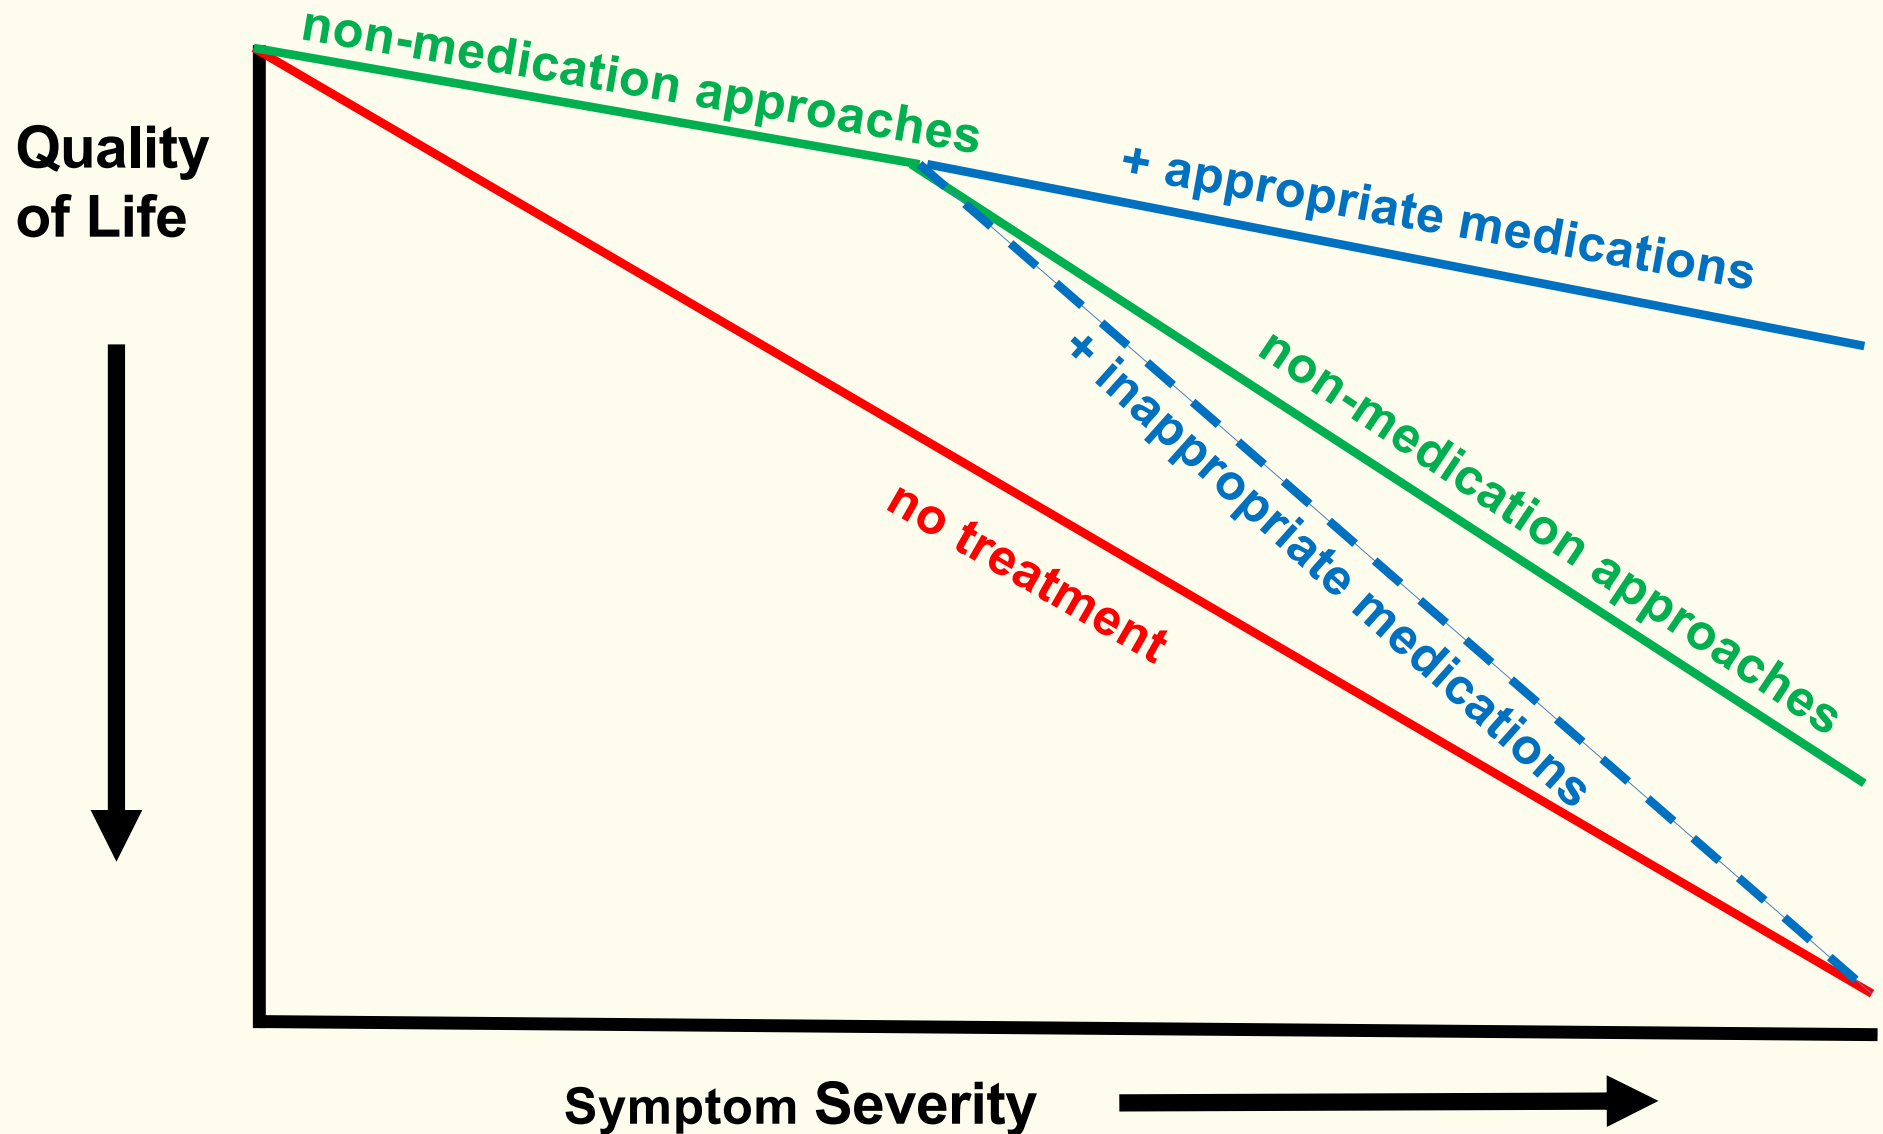 non-medication approaches
Quality
of Life
+ appropriate medications
non-medication approaches
+ inappropriate medications
no treatment
Symptom Severity